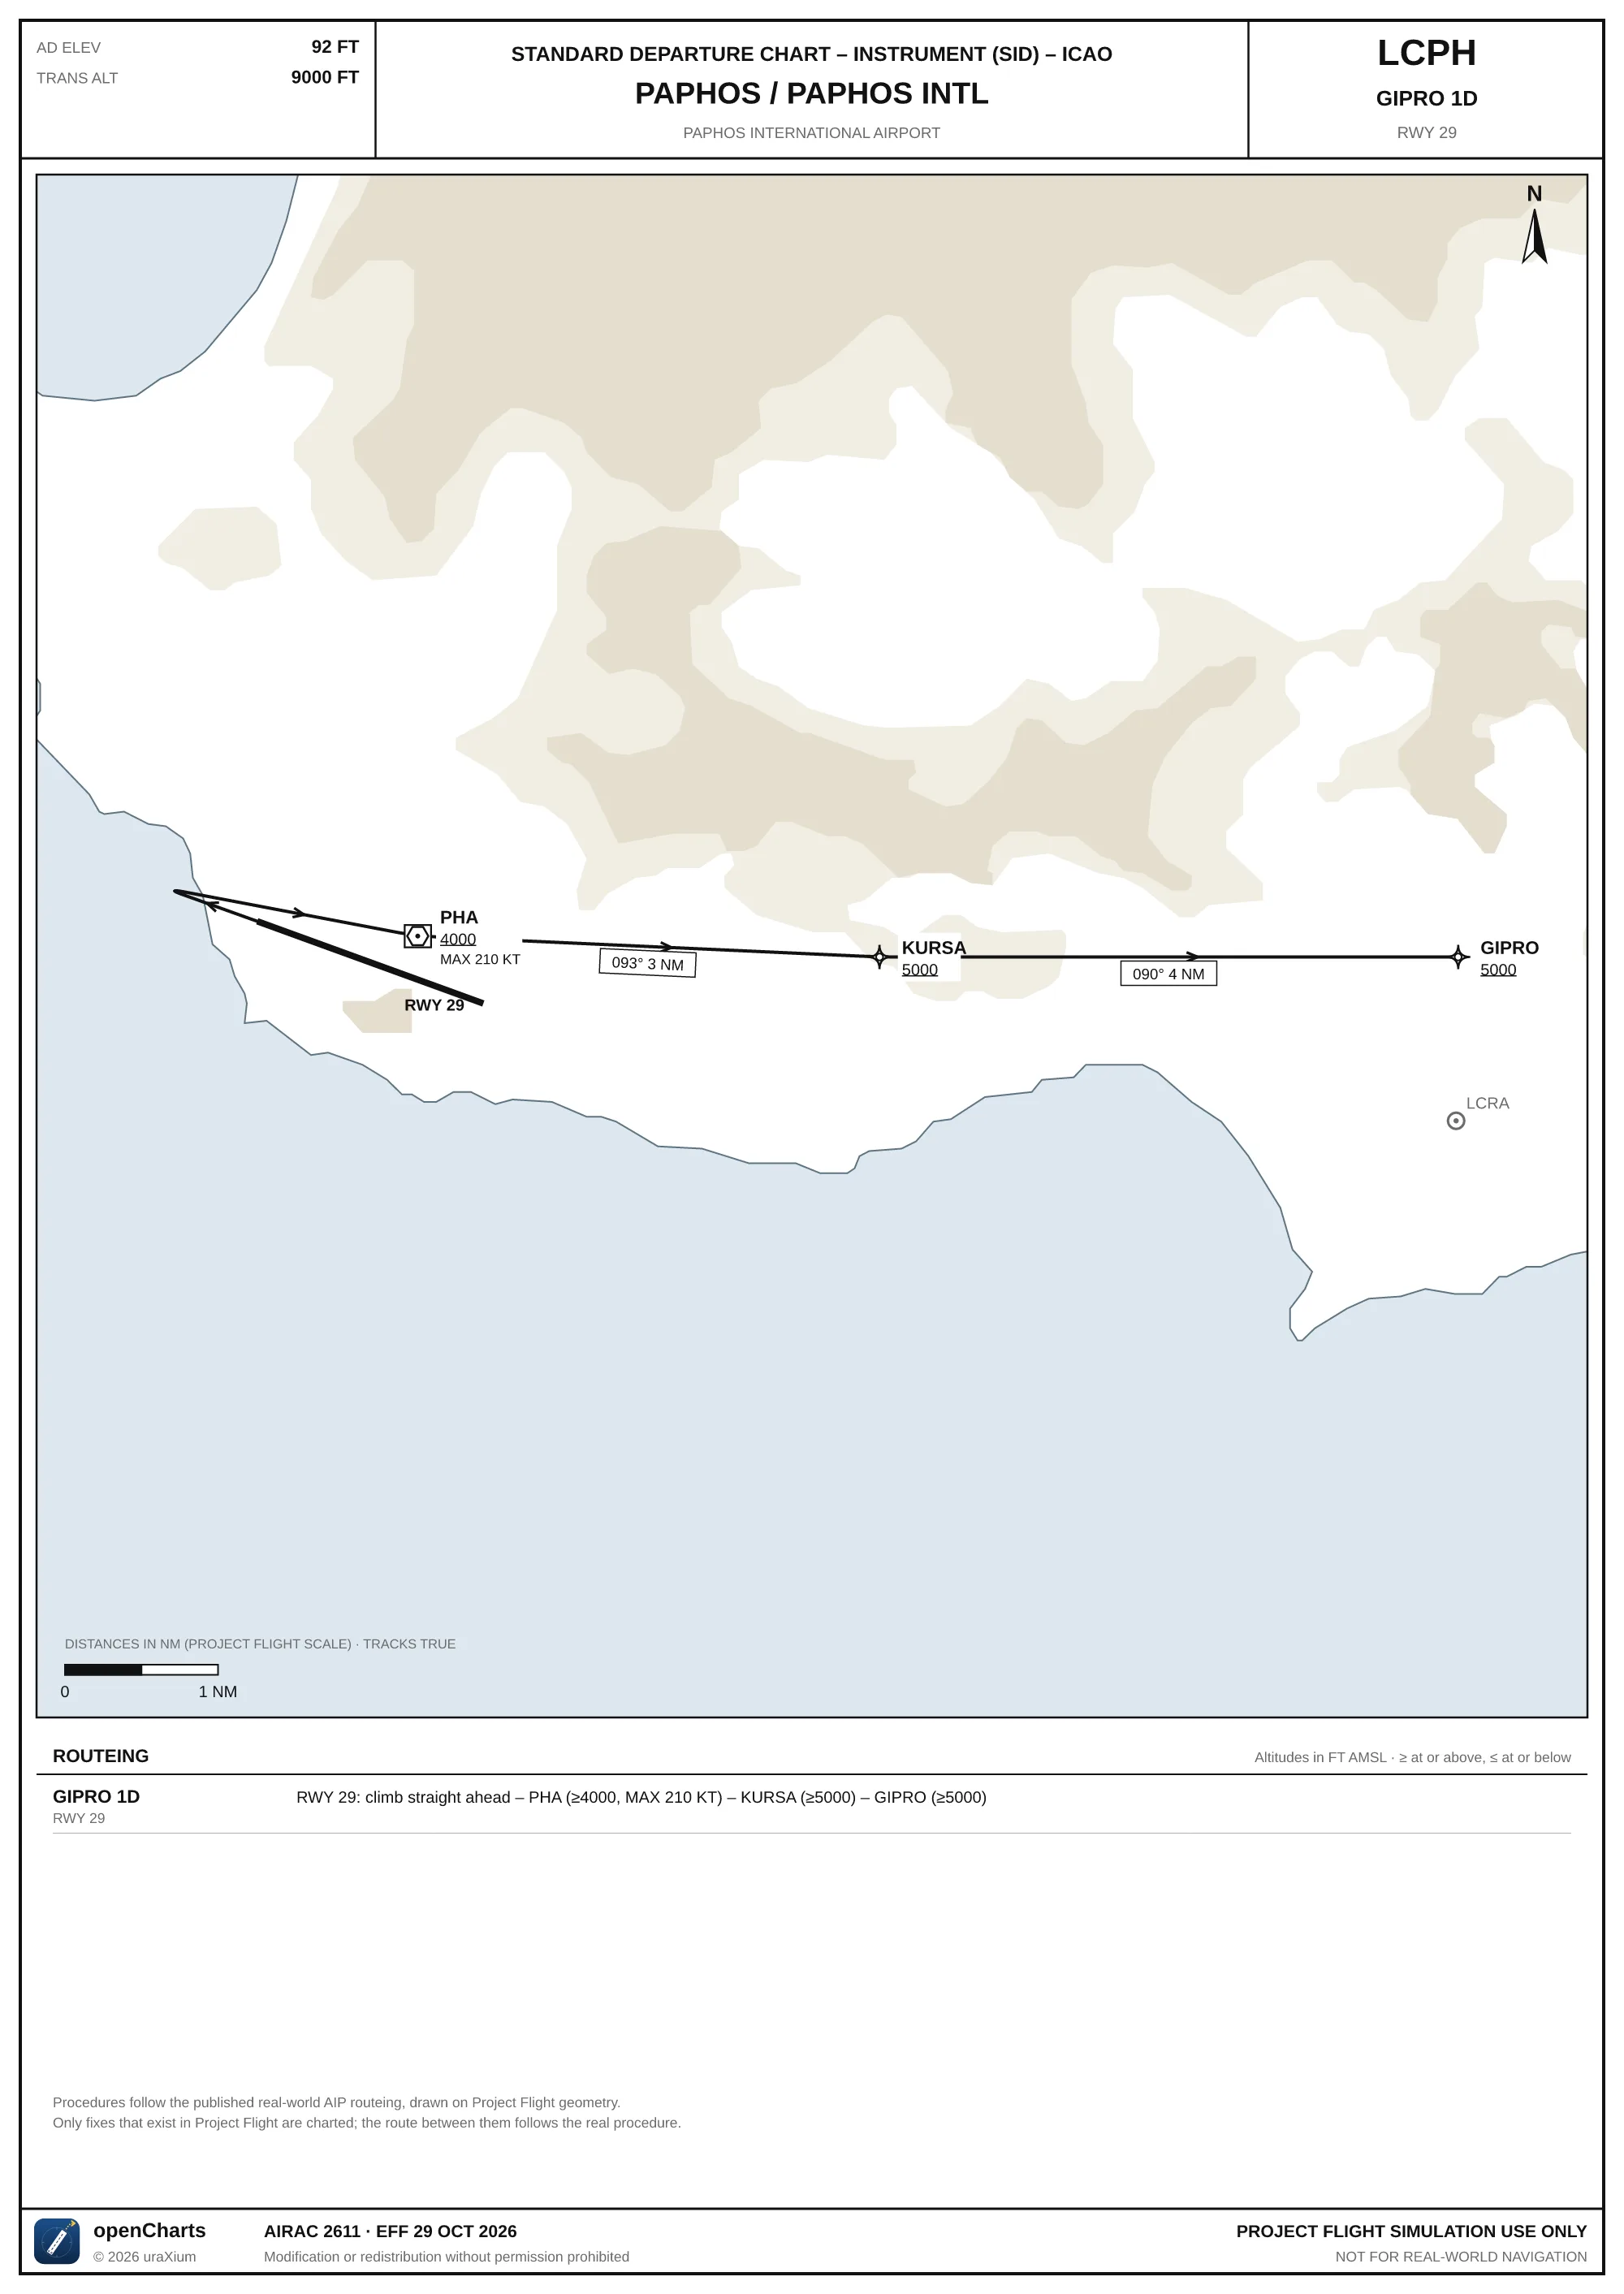 AD ELEV 92 FT
TRANS ALT 9000 FT
STANDARD DEPARTURE CHART – INSTRUMENT (SID) – ICAO
PAPHOS / PAPHOS INTL
PAPHOS INTERNATIONAL AIRPORT
LCPH
GIPRO 1D
RWY 29
N
PHA
4000
MAX 210 KT
093° 3 NM
KURSA
5000
090° 4 NM
GIPRO
5000
RWY 29
LCRA
DISTANCES IN NM (PROJECT FLIGHT SCALE) · TRACKS TRUE
0 1 NM
ROUTEING
Altitudes in FT AMSL · ≥ at or above, ≤ at or below
GIPRO 1D RWY 29: climb straight ahead – PHA (≥4000, MAX 210 KT) – KURSA (≥5000) – GIPRO (≥5000)
RWY 29
Procedures follow the published real-world AIP routeing, drawn on Project Flight geometry.
Only fixes that exist in Project Flight are charted; the route between them follows the real procedure.
openCharts
© 2026 uraXium
AIRAC 2611 · EFF 29 OCT 2026
Modification or redistribution without permission prohibited
PROJECT FLIGHT SIMULATION USE ONLY
NOT FOR REAL-WORLD NAVIGATION